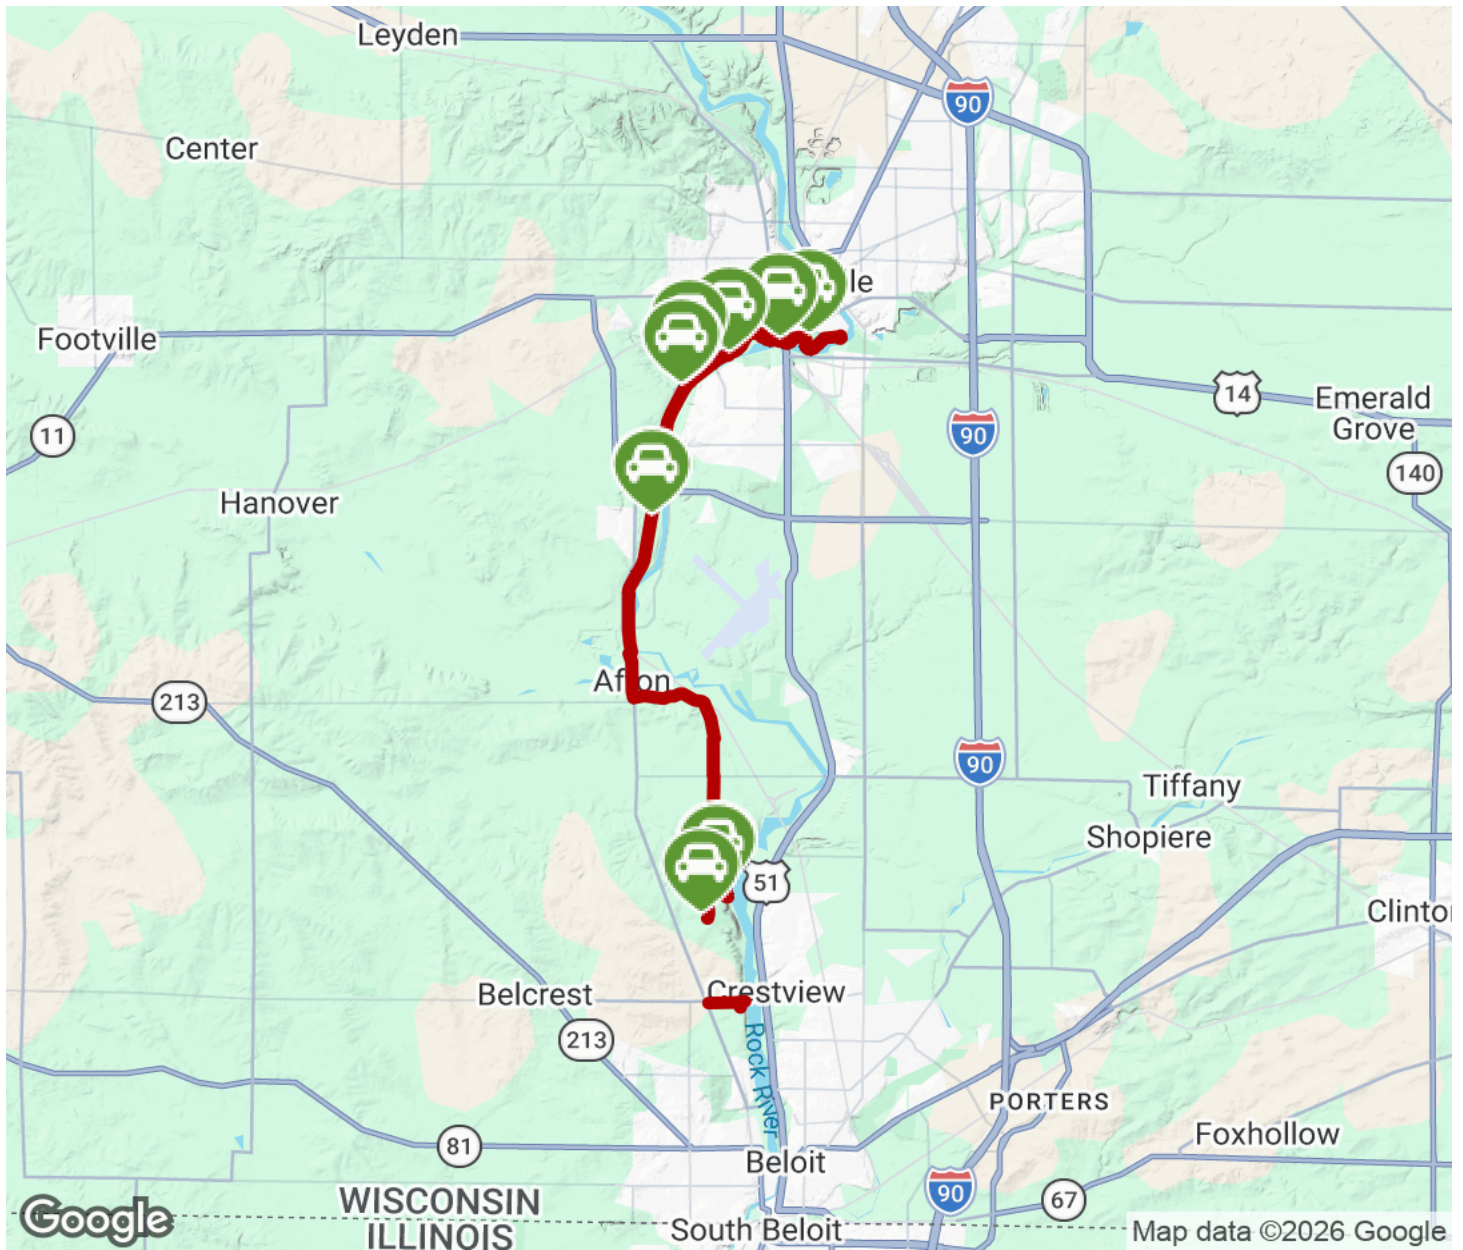 Leyden
90
Center
le
Footville
14
Emerald
Grove
11
90
140
Hanover
Af on
213
90
Tiffany
Shopiere
51
Clinto
Belcrest
Crestview
213
Rock River
PORTERS
Foxhollow
81
Beloit
90
67
WISCONSIN
ILLINOIS
South Beloit
Google
Map data ©2026 Google